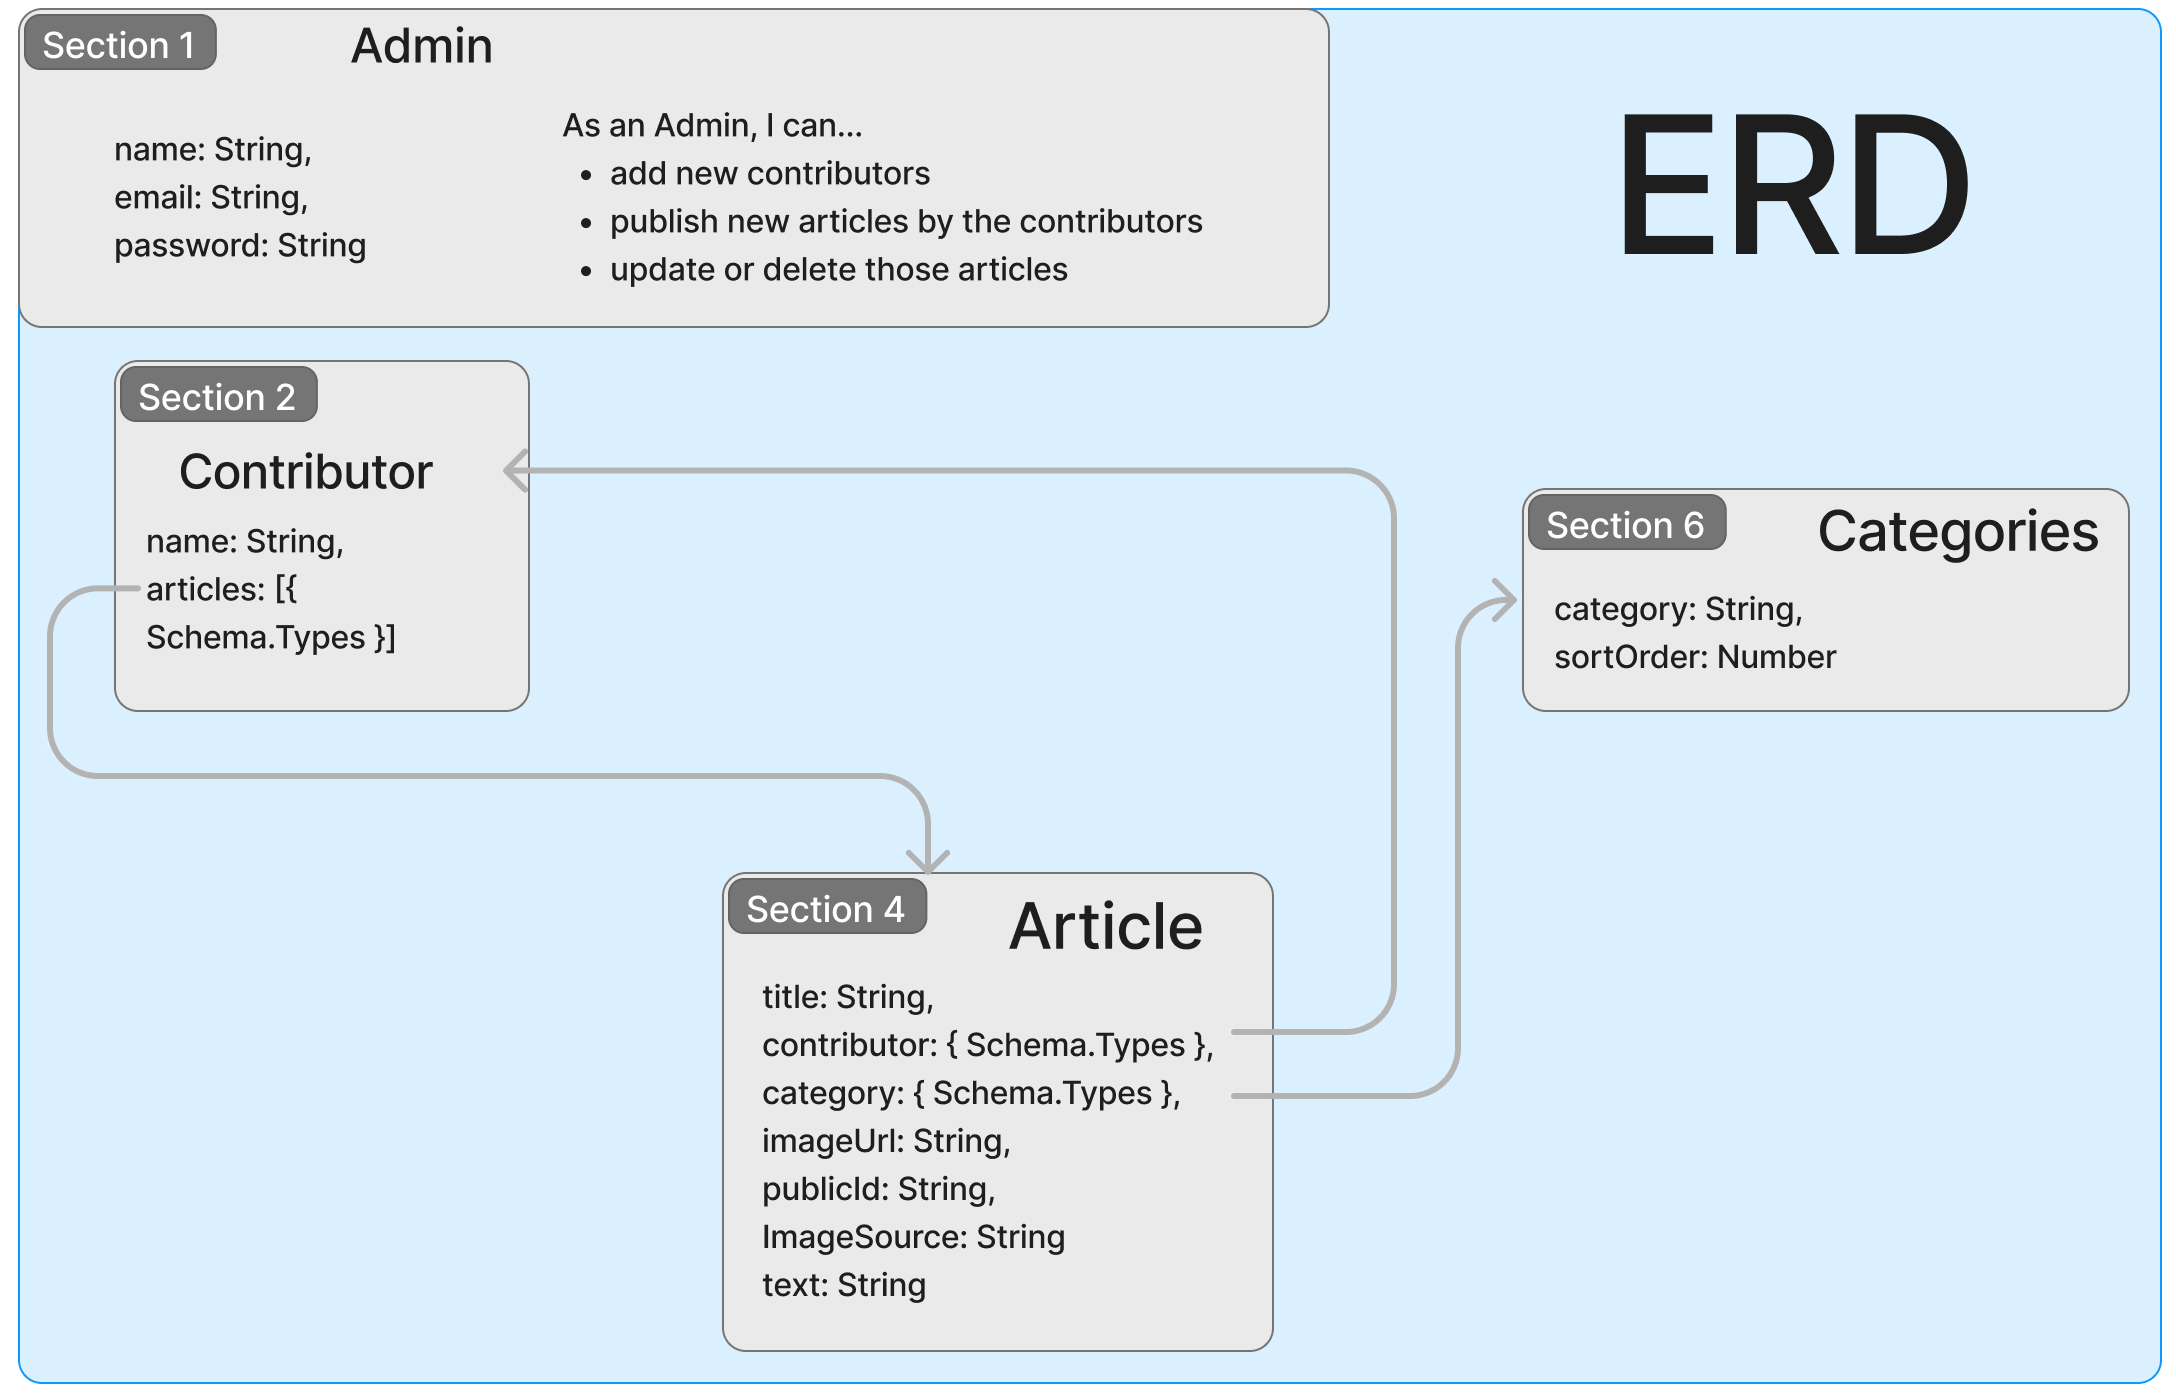 Section 1
Admin
name: String,
email: String,
password: String
As an Admin, I can...
• add new contributors
• publish new articles by the contributors
• update or delete those articles
ERD
Section 2
Contributor
name: String,
articles: [{
Schema.Types }]
Section 6
Categories
category: String,
sortOrder: Number
Section 4
Article
title: String,
contributor: { Schema.Types },
category: { Schema.Types },
imageUrl: String,
publicId: String,
ImageSource: String
text: String